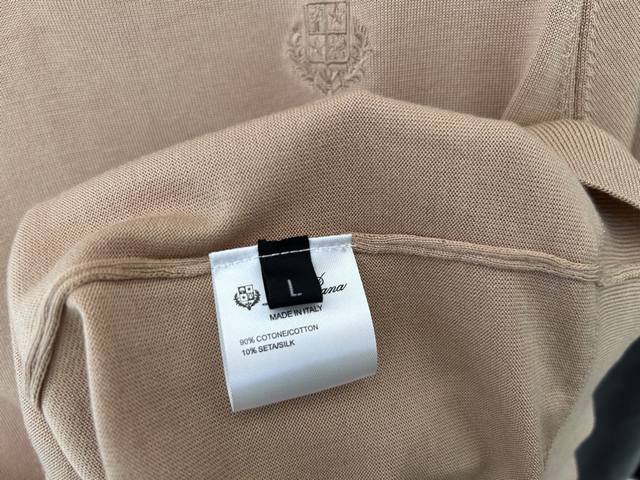 L
MADE IN ITALY
90% COTONE/COTTON
10% SETA/SILK